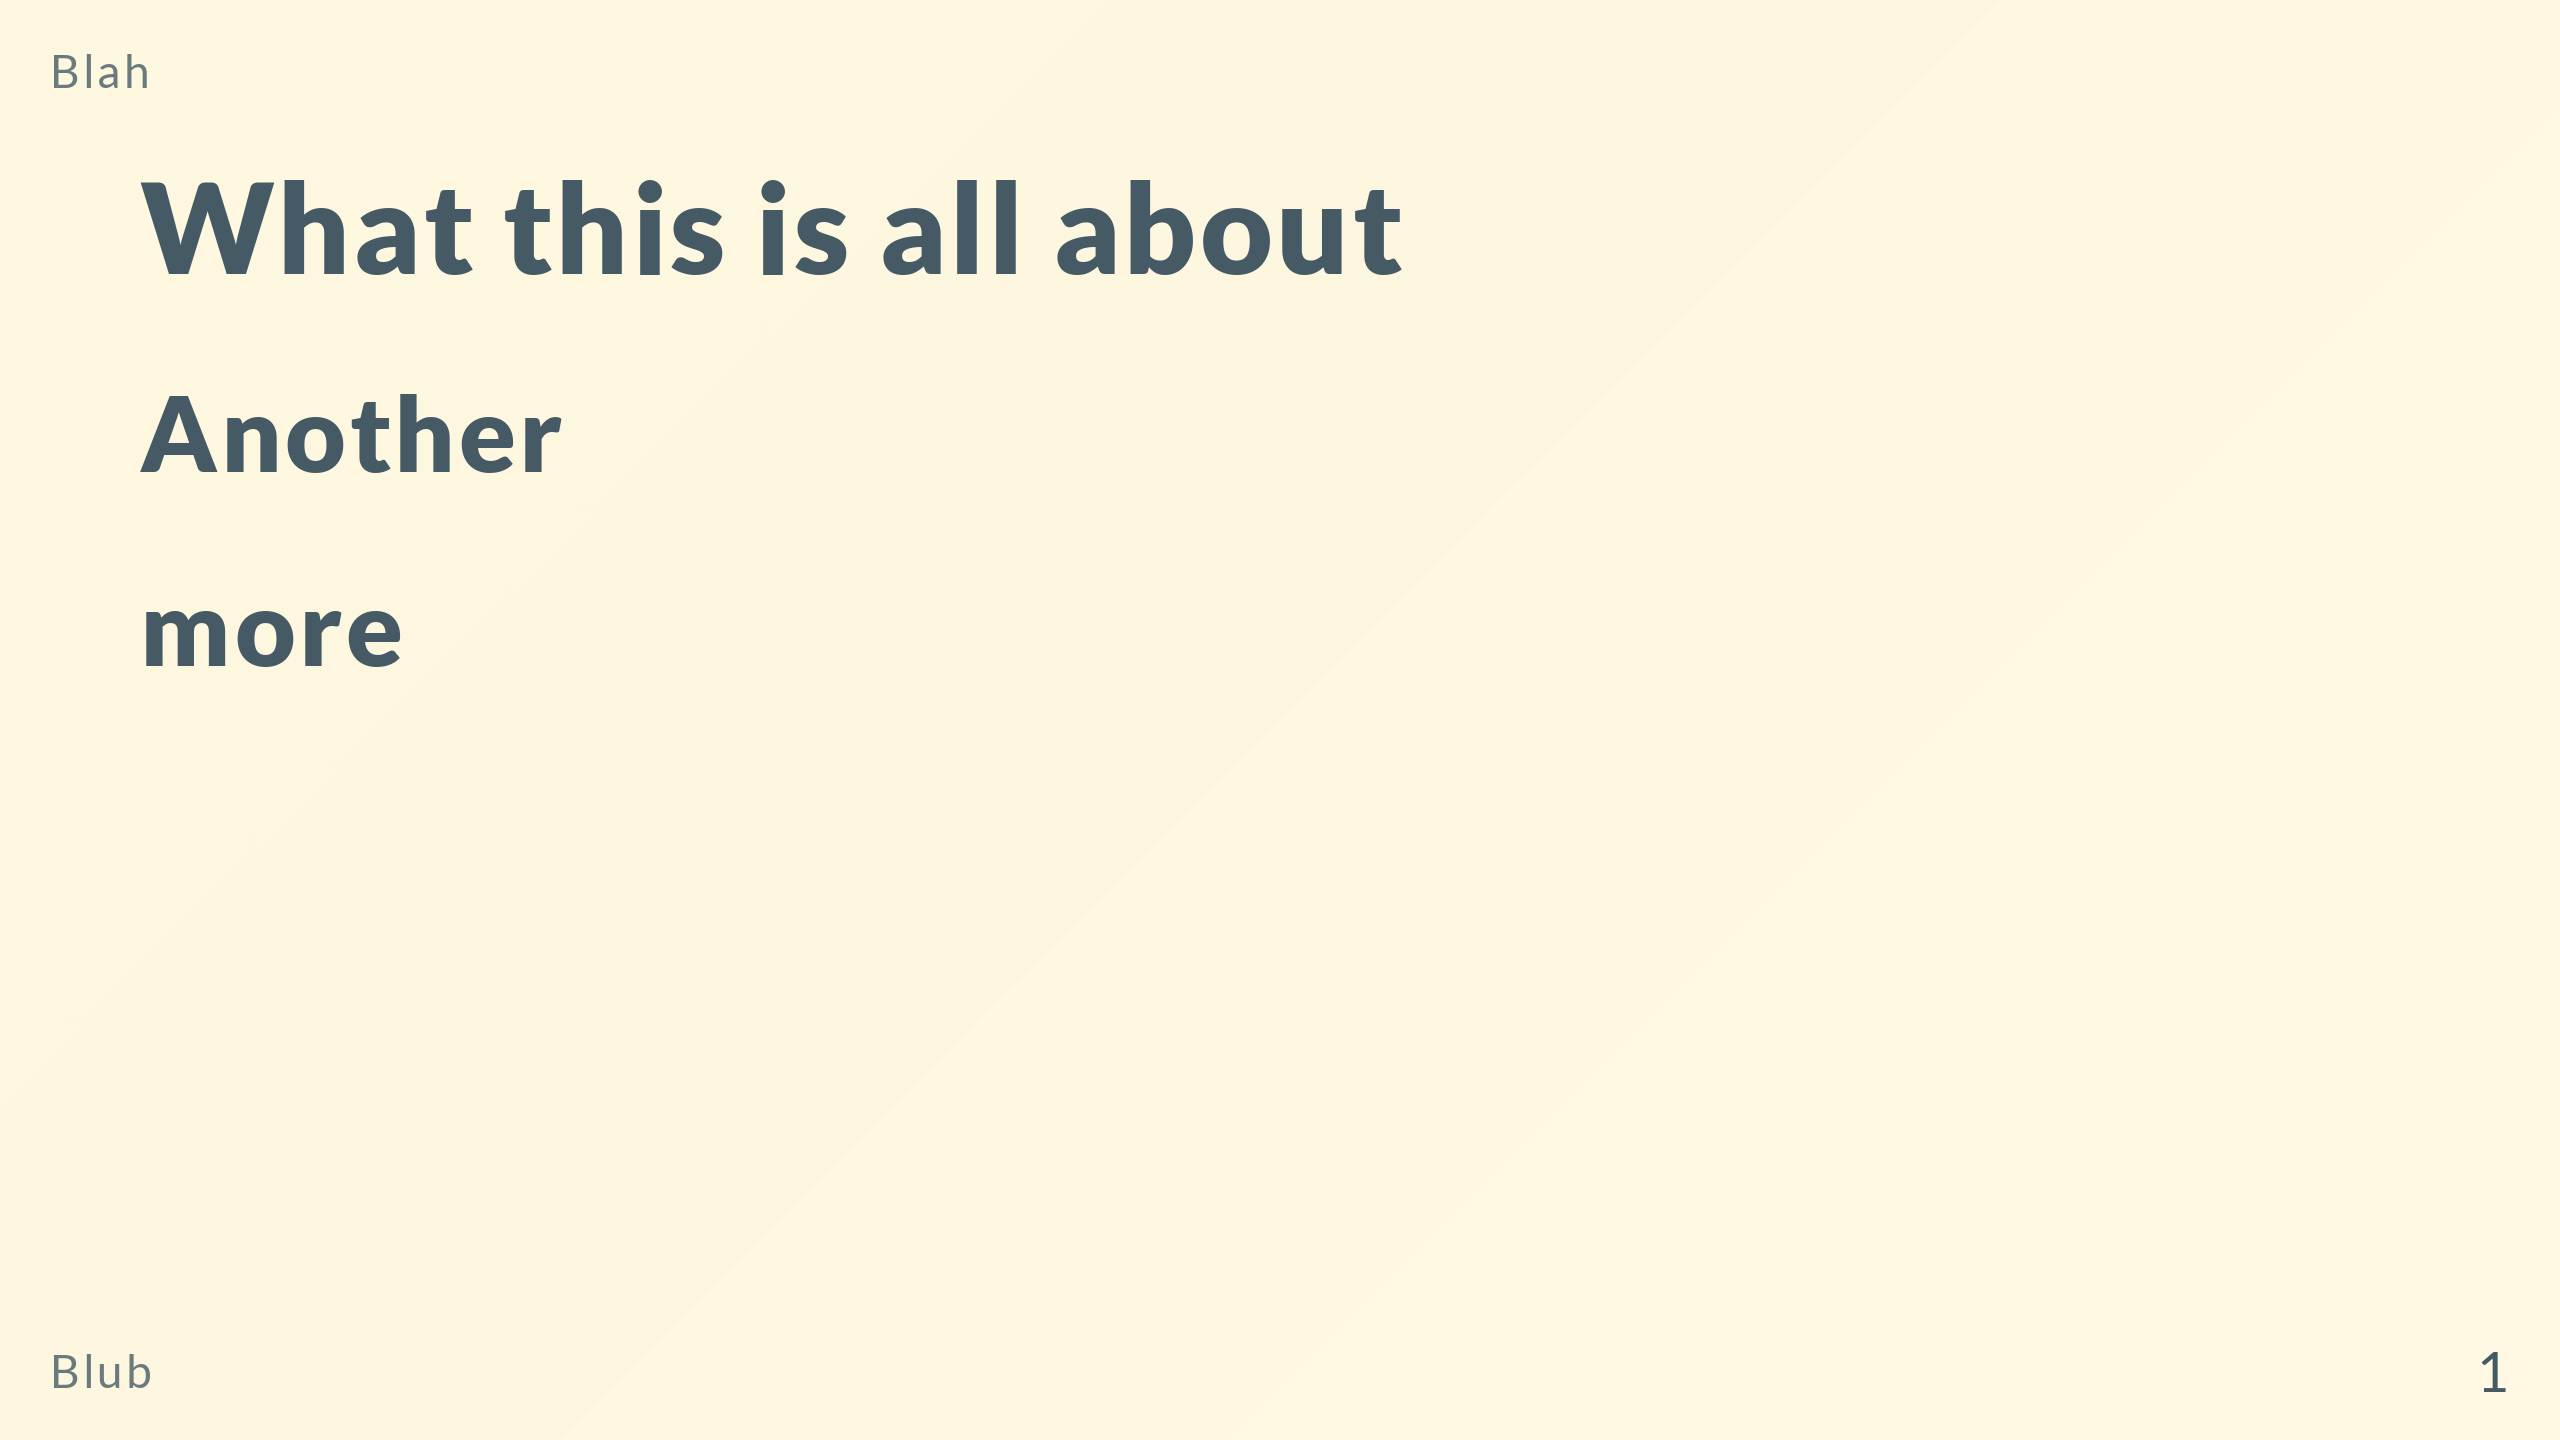 Blah
What this is all about
Another
more
Blub
1